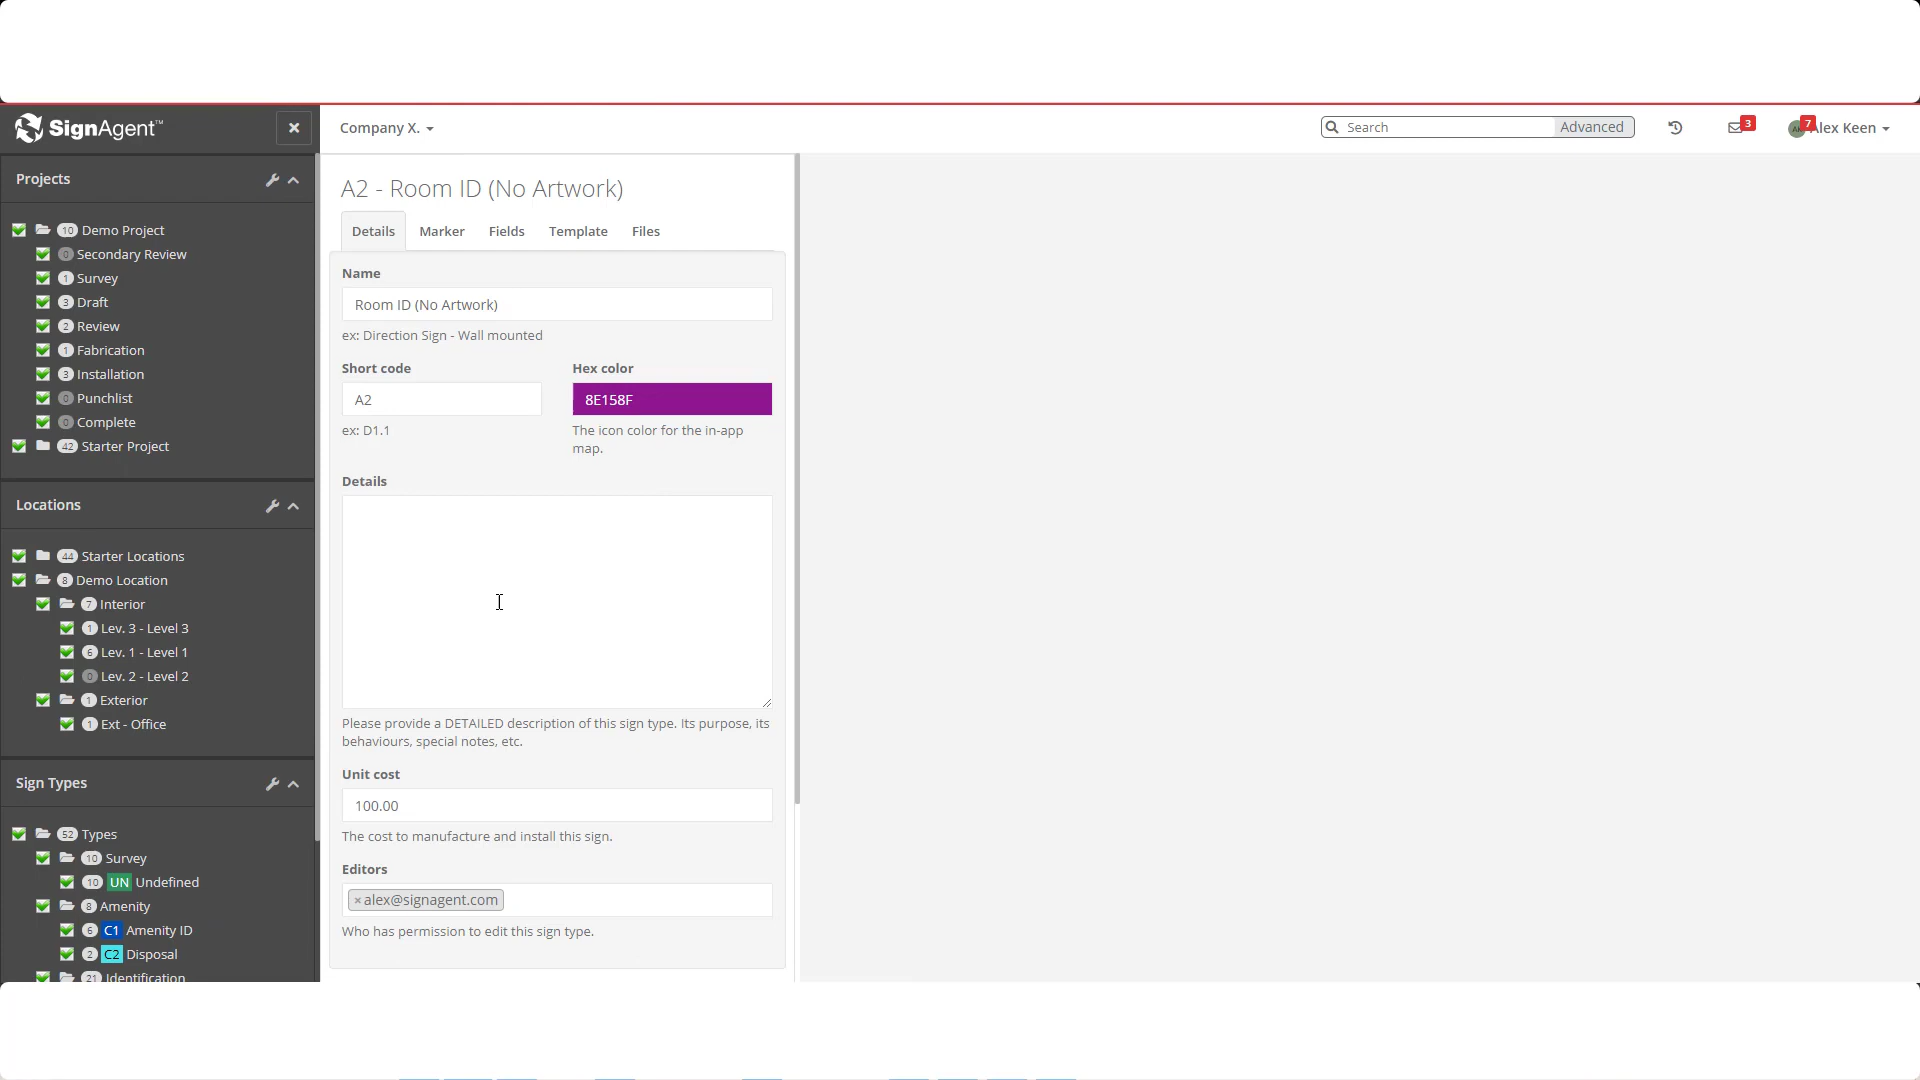 SignAgent™
Company X.
Search
Advanced
3
7
Alex Keen
Projects
10 Demo Project
0 Secondary Review
1 Survey
3 Draft
2 Review
1 Fabrication
3 Installation
0 Punchlist
0 Complete
42 Starter Project
Locations
44 Starter Locations
8 Demo Location
7 Interior
1 Lev. 3 - Level 3
6 Lev. 1 - Level 1
0 Lev. 2 - Level 2
1 Exterior
1 Ext - Office
Sign Types
52 Types
10 Survey
10 UN Undefined
8 Amenity
6 C1 Amenity ID
2 C2 Disposal
21 Identification
A2 - Room ID (No Artwork)
Details Marker Fields Template Files
Name
Room ID (No Artwork)
ex: Direction Sign - Wall mounted
Short code
A2
ex: D1.1
Hex color
8E158F
The icon color for the in-app
map.
Details
Please provide a DETAILED description of this sign type. Its purpose, its
behaviours, special notes, etc.
Unit cost
100.00
The cost to manufacture and install this sign.
Editors
×alex@signagent.com
Who has permission to edit this sign type.